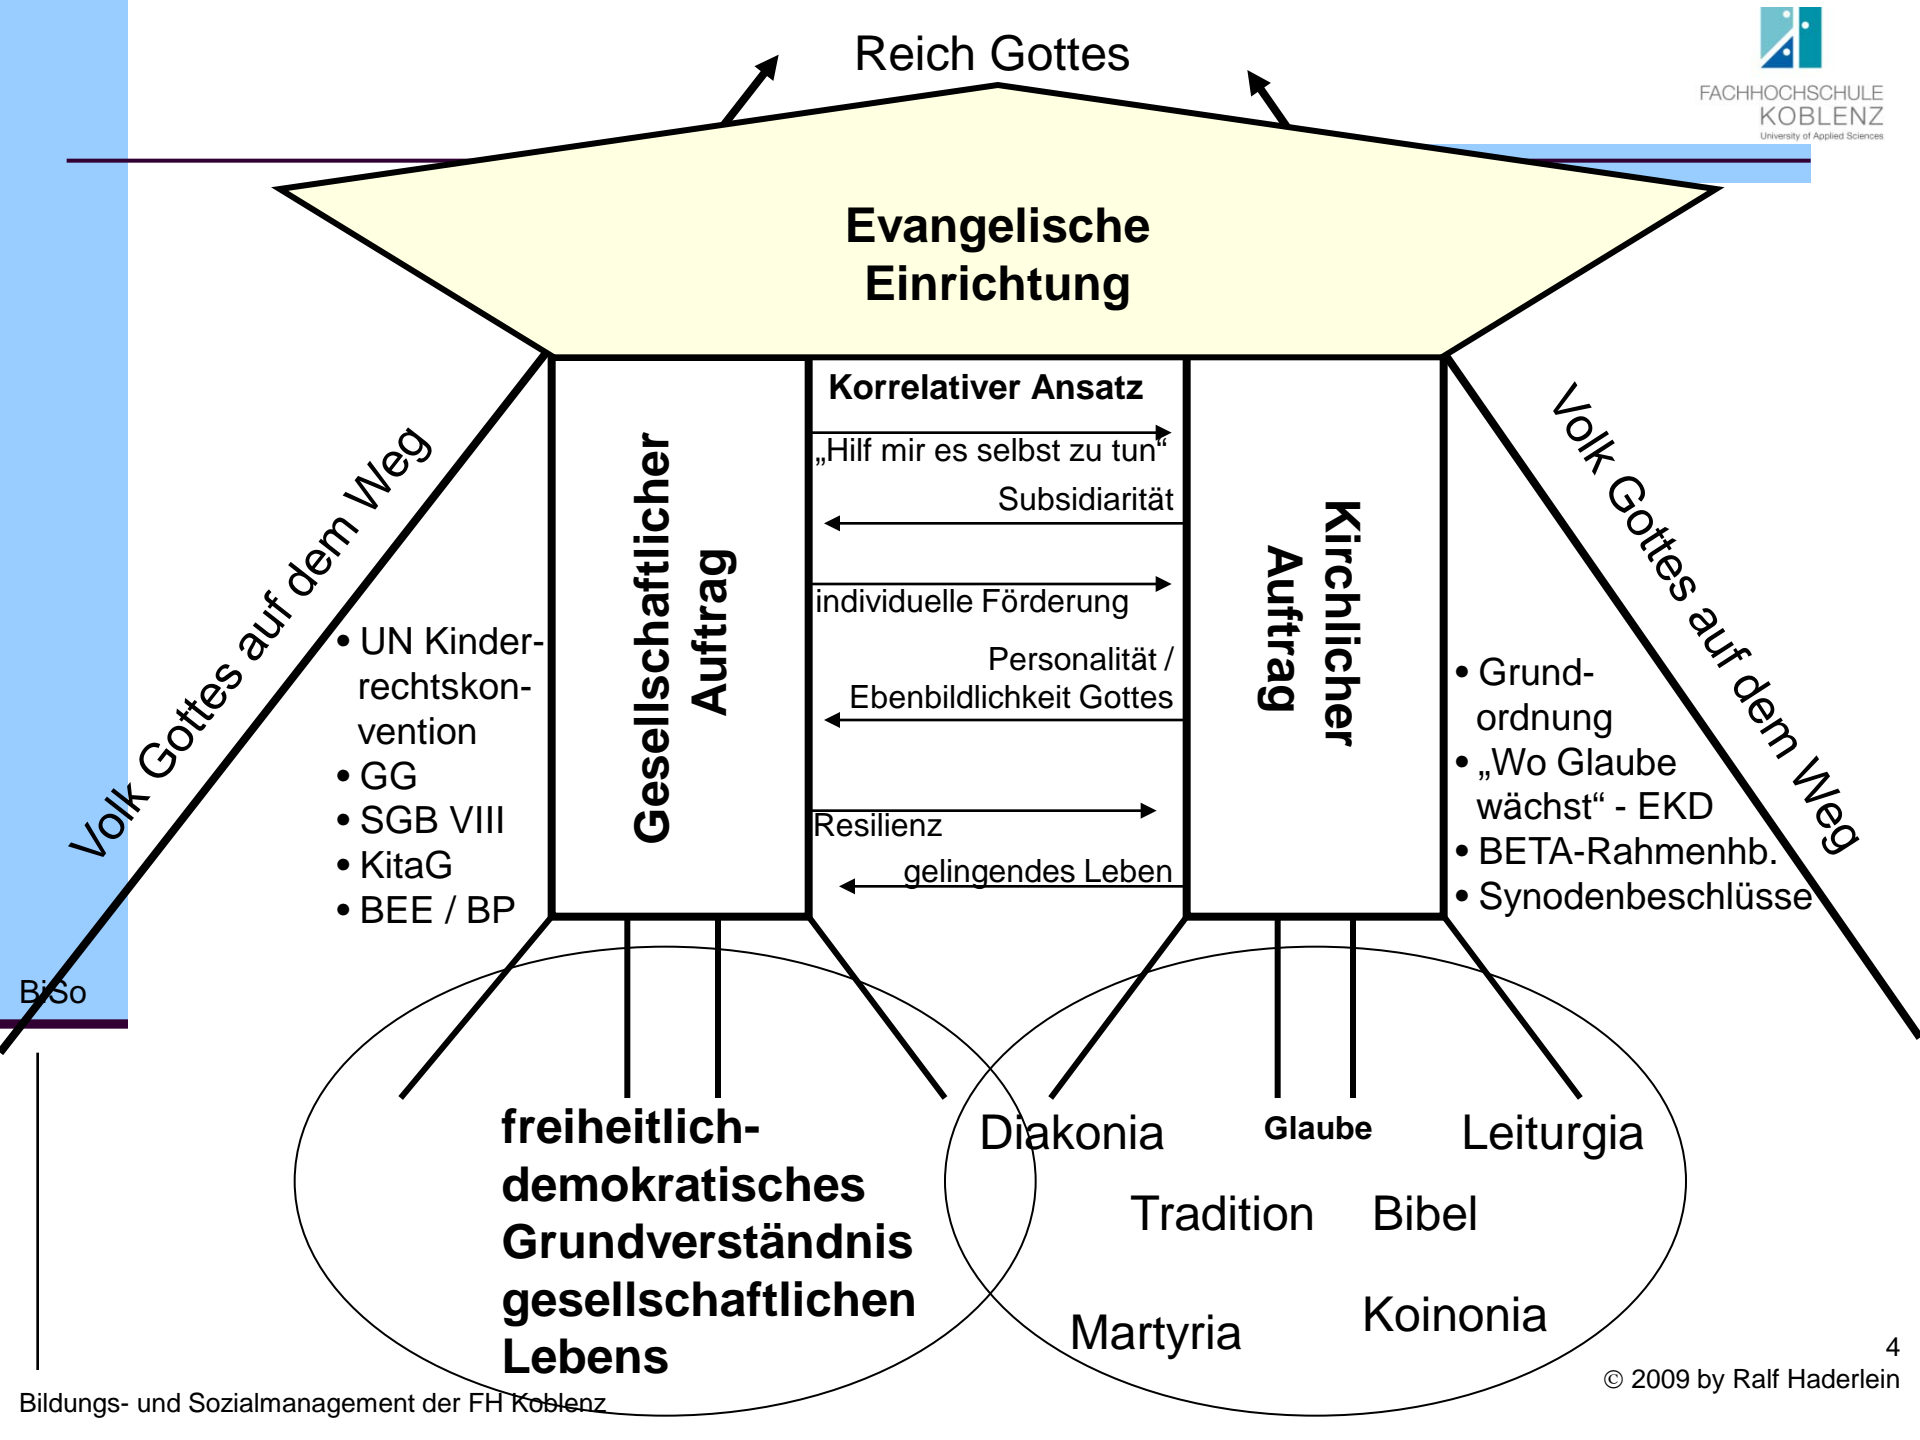 Reich Gottes
FACHHOCHSCHULE
KOBLENZ
University of Applied Sciences
Evangelische
Einrichtung
Volk Gottes auf dem Weg
• UN Kinder-
rechtskon-
vention
• GG
• SGB VIII
• KitaG
• BEE / BP
Gesellschaftlicher
Auftrag
Korrelativer Ansatz
„Hilf mir es selbst zu tun“
Subsidiarität
individuelle Förderung
Personalität /
Ebenbildlichkeit Gottes
Resilienz
gelingendes Leben
Kirchlicher
Auftrag
• Grund-
ordnung
• „Wo Glaube
wächst“ - EKD
• BETA-Rahmenhb.
• Synodenbeschlüsse
Volk Gottes auf dem Weg
BiSo
freiheitlich-
demokratisches
Grundverständnis
gesellschaftlichen
Lebens
Diakonia
Glaube
Leiturgia
Tradition
Bibel
Martyria
Koinonia
4
© 2009 by Ralf Haderlein
Bildungs- und Sozialmanagement der FH Koblenz